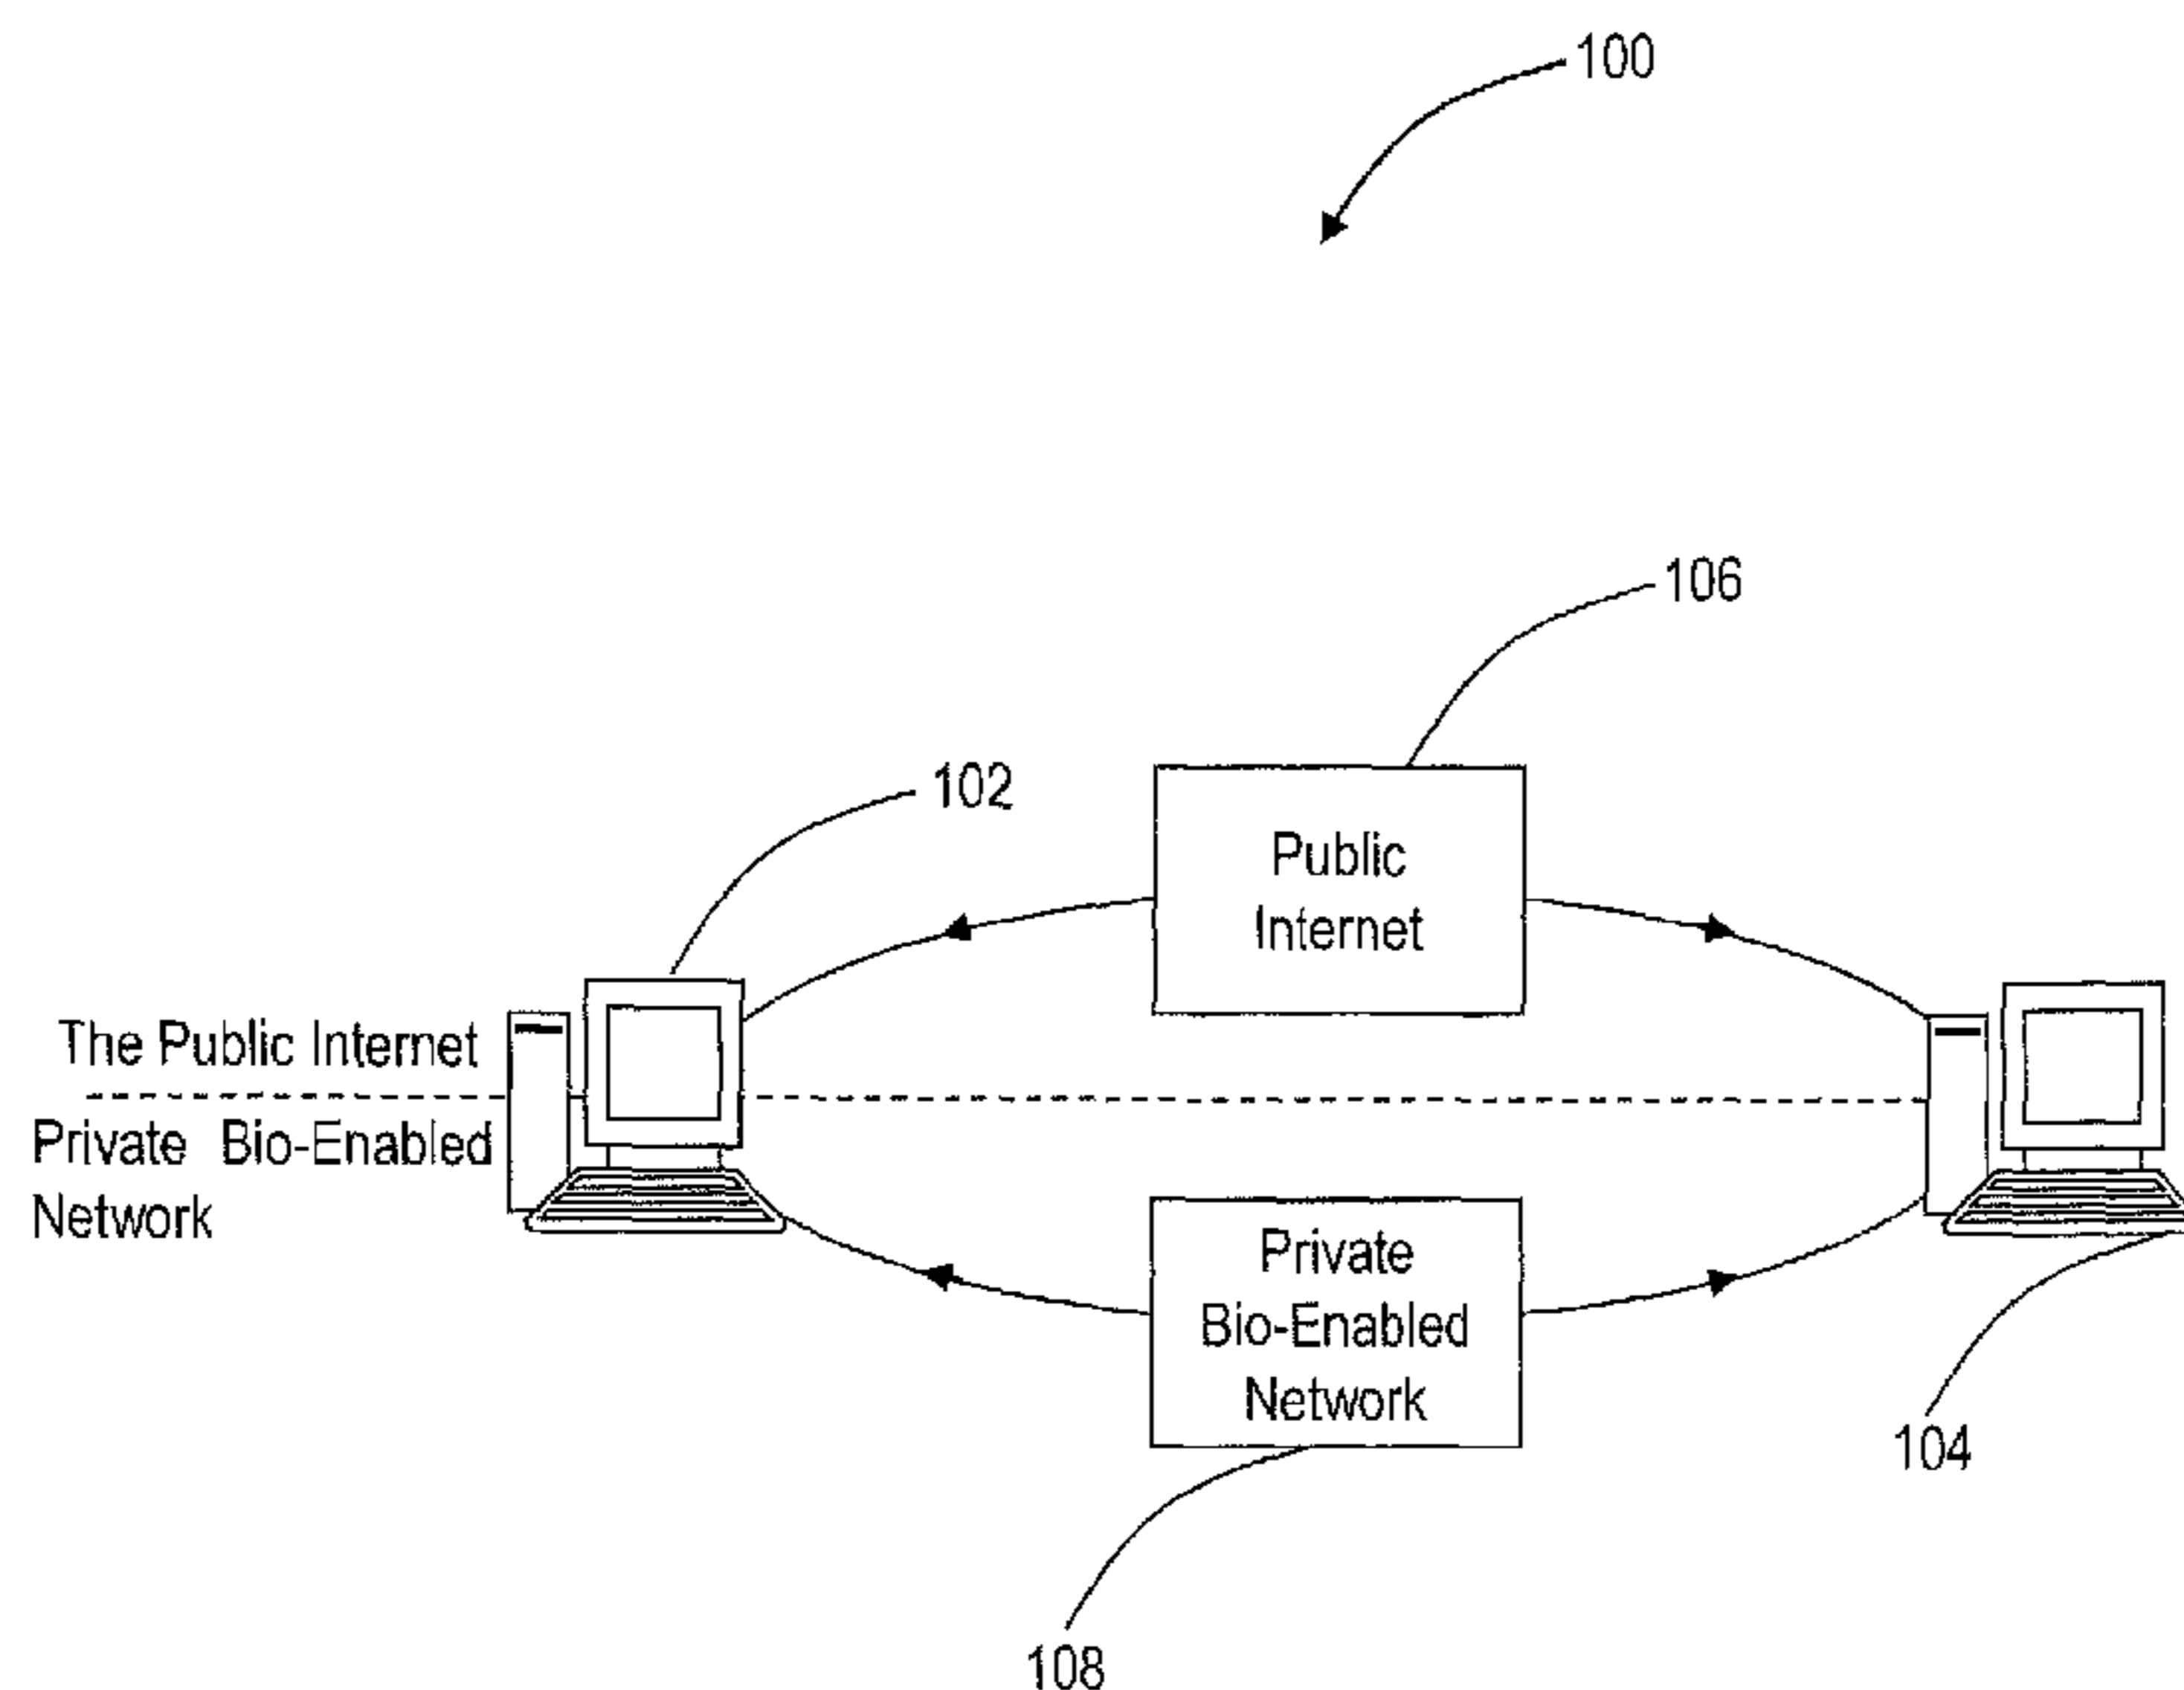 100
106
102
Public
Internet
The Public Internet
Private Bio-Enabled
Network
Private
Bio-Enabled
Network
104
108